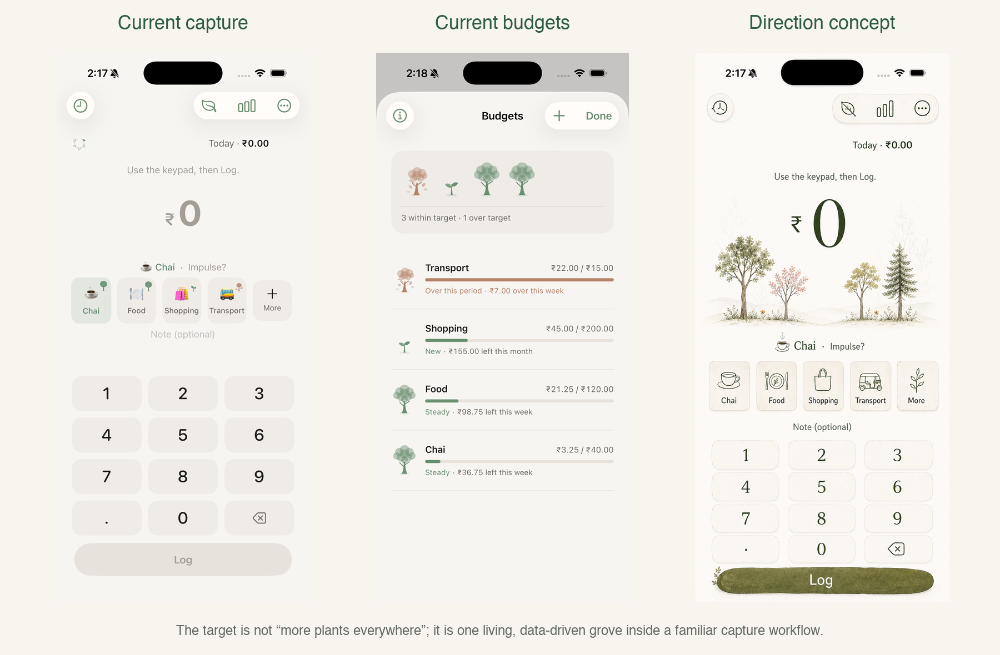 Current capture
Current budgets
Direction concept
2:17
Today · ₹0.00
Use the keypad, then Log.
₹0
Chai · Impulse?
Chai
Food
Shopping
Transport
More
Note (optional)
1 2 3
4 5 6
7 8 9
. 0
Log
2:18
Budgets
Done
3 within target · 1 over target
Transport ₹22.00 / ₹15.00
Over this period · ₹7.00 over this week
Shopping ₹45.00 / ₹200.00
New · ₹155.00 left this month
Food ₹21.25 / ₹120.00
Steady · ₹98.75 left this week
Chai ₹3.25 / ₹40.00
Steady · ₹36.75 left this week
2:17
Today · ₹0.00
Use the keypad, then Log.
₹ 0
Chai · Impulse?
Chai
Food
Shopping
Transport
More
Note (optional)
1 2 3
4 5 6
7 8 9
. 0
Log
The target is not “more plants everywhere”; it is one living, data-driven grove inside a familiar capture workflow.